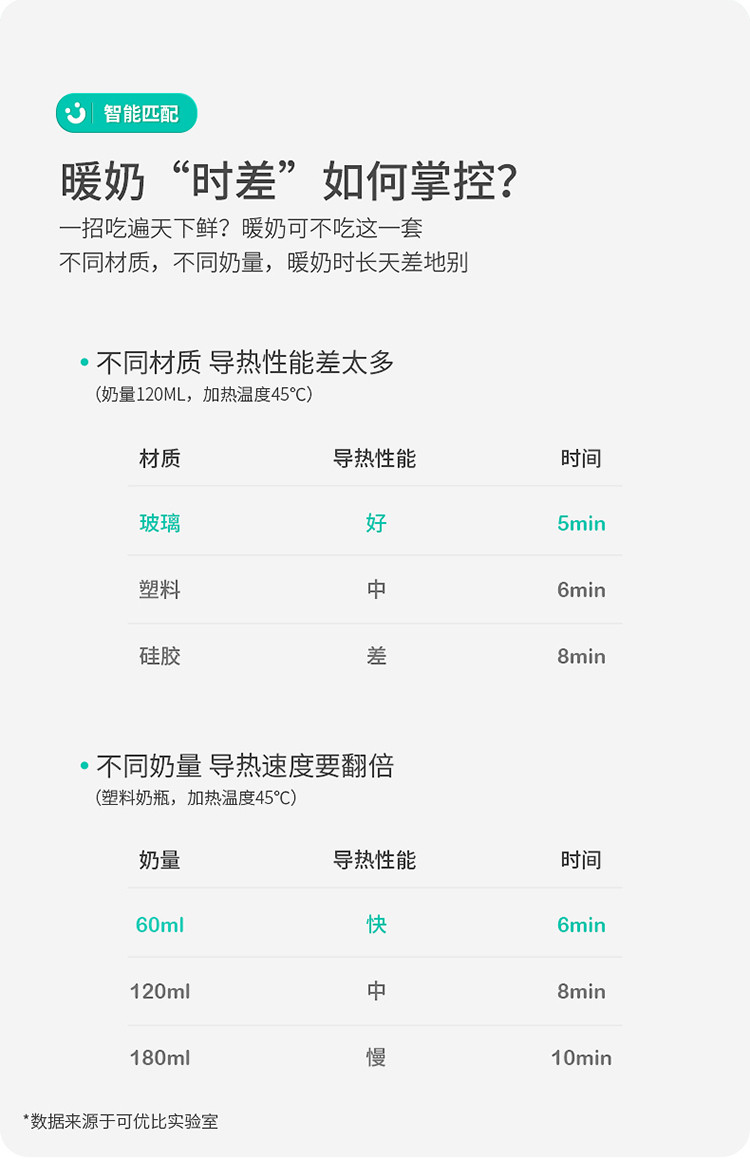 智能匹配
暖奶“时差”如何掌控？
一招吃遍天下鲜？暖奶可不吃这一套
不同材质，不同奶量，暖奶时长天差地别
• 不同材质 导热性能差太多
（奶量120ML，加热温度45℃）
材质 导热性能 时间
玻璃 好 5min
塑料 中 6min
硅胶 差 8min
• 不同奶量 导热速度要翻倍
（塑料奶瓶，加热温度45℃）
奶量 导热性能 时间
60ml 快 6min
120ml 中 8min
180ml 慢 10min
*数据来源于可优比实验室